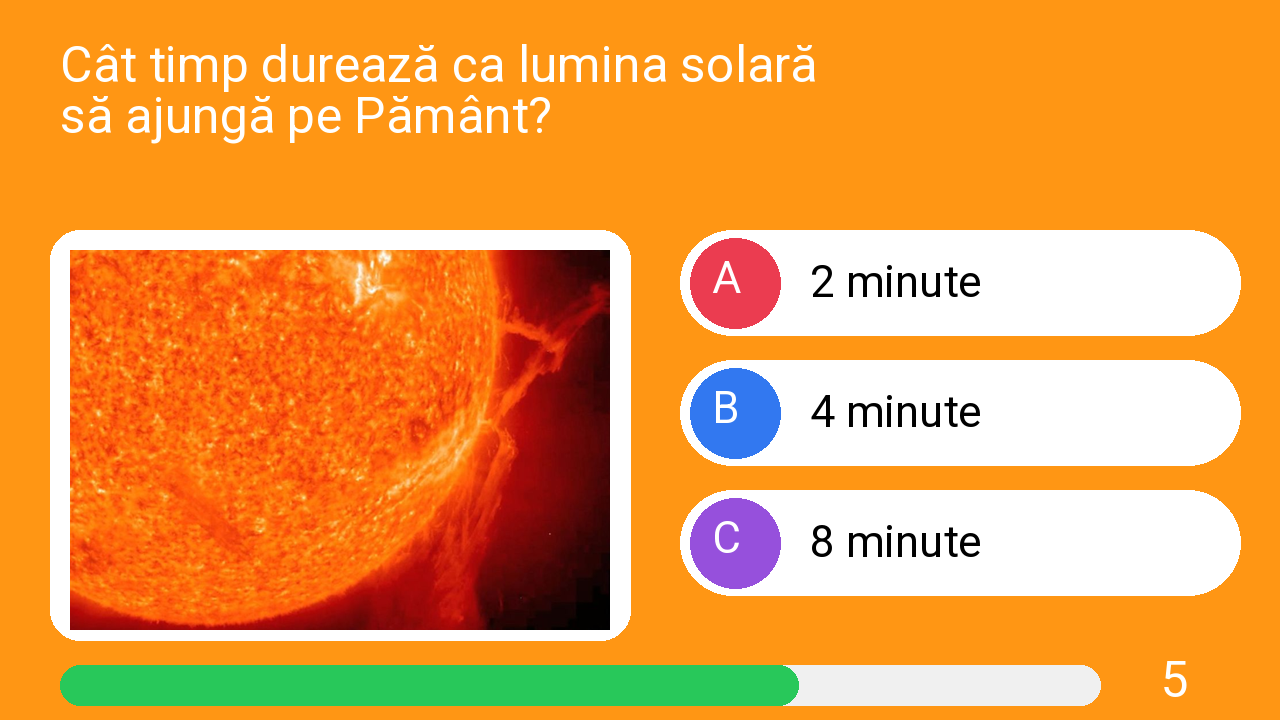 Cât timp durează ca lumina solară
să ajungă pe Pământ?
A 2 minute
B 4 minute
C 8 minute
5